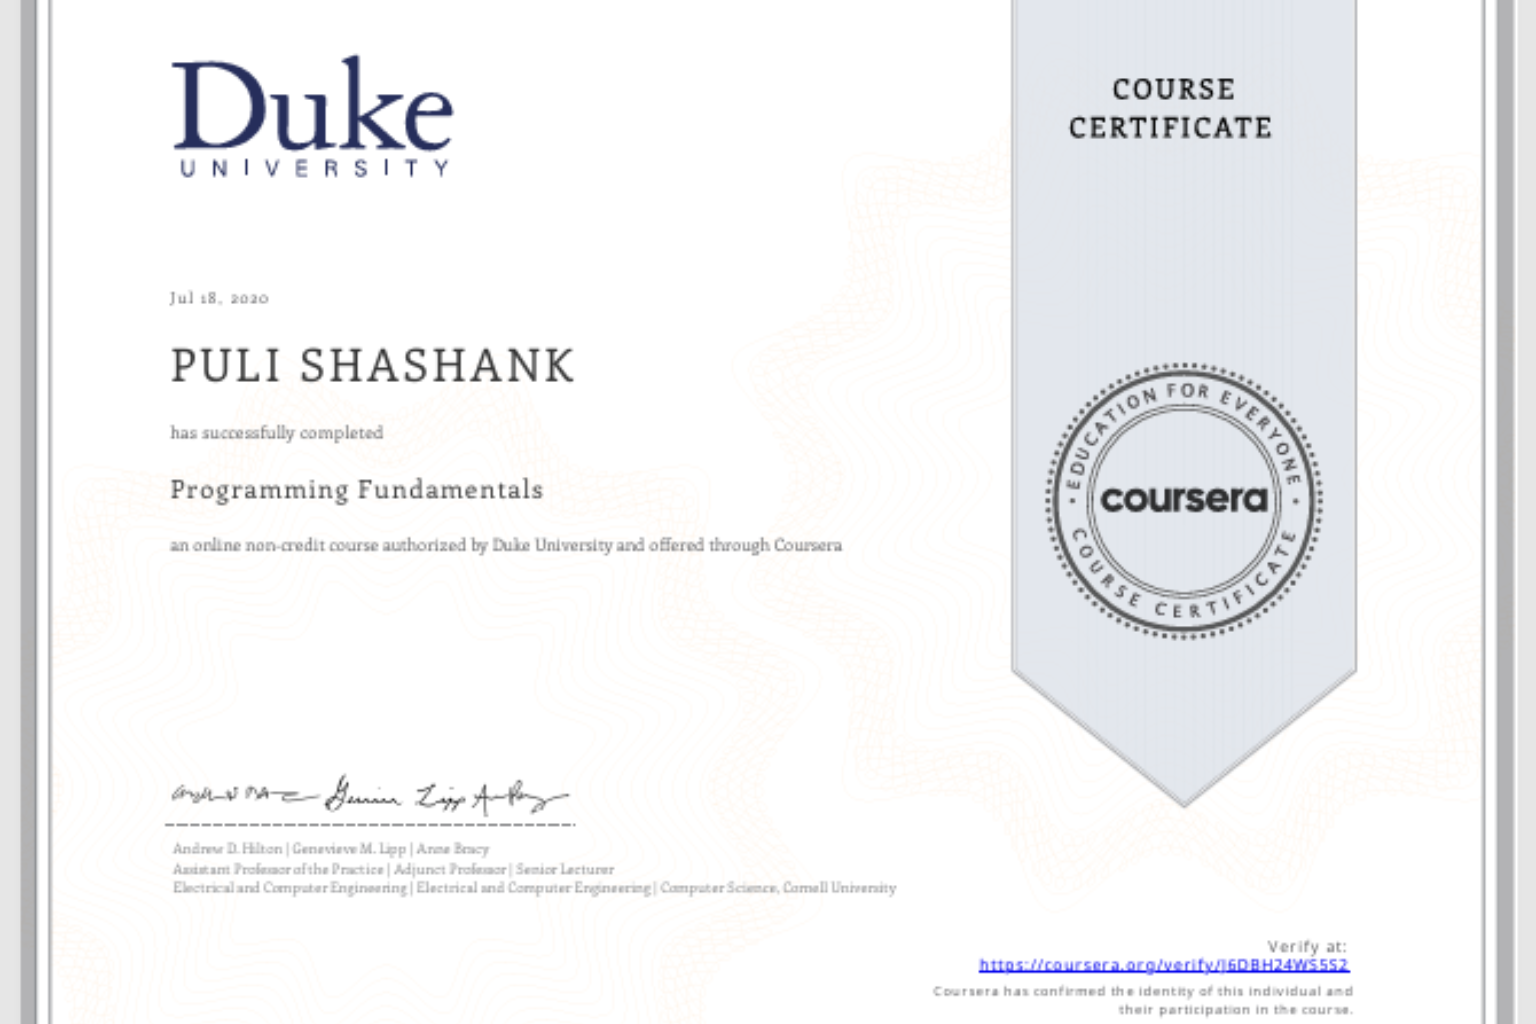 Duke
UNIVERSITY
COURSE
CERTIFICATE
Jul 18, 2020
PULI SHASHANK
has successfully completed
Programming Fundamentals
an online non-credit course authorized by Duke University and offered through Coursera
EDUCATION FOR EVERYONE
coursera
COURSE CERTIFICATE
Andrew D. Hilton | Genevieve M. Lipp | Anne Bracy
Assistant Professor of the Practice | Adjunct Professor | Senior Lecturer
Electrical and Computer Engineering | Electrical and Computer Engineering | Computer Science, Cornell University
Verify at:
https://coursera.org/verify/J6DBH24WS5S2
Coursera has confirmed the identity of this individual and
their participation in the course.